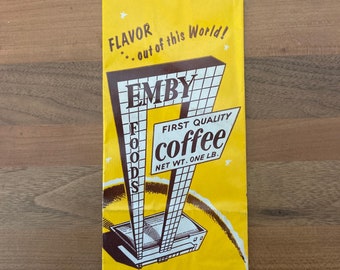 FLAVOR
...out of this World!
EMBY
FOODS
FIRST QUALITY
coffee
NET WT. ONE LB.